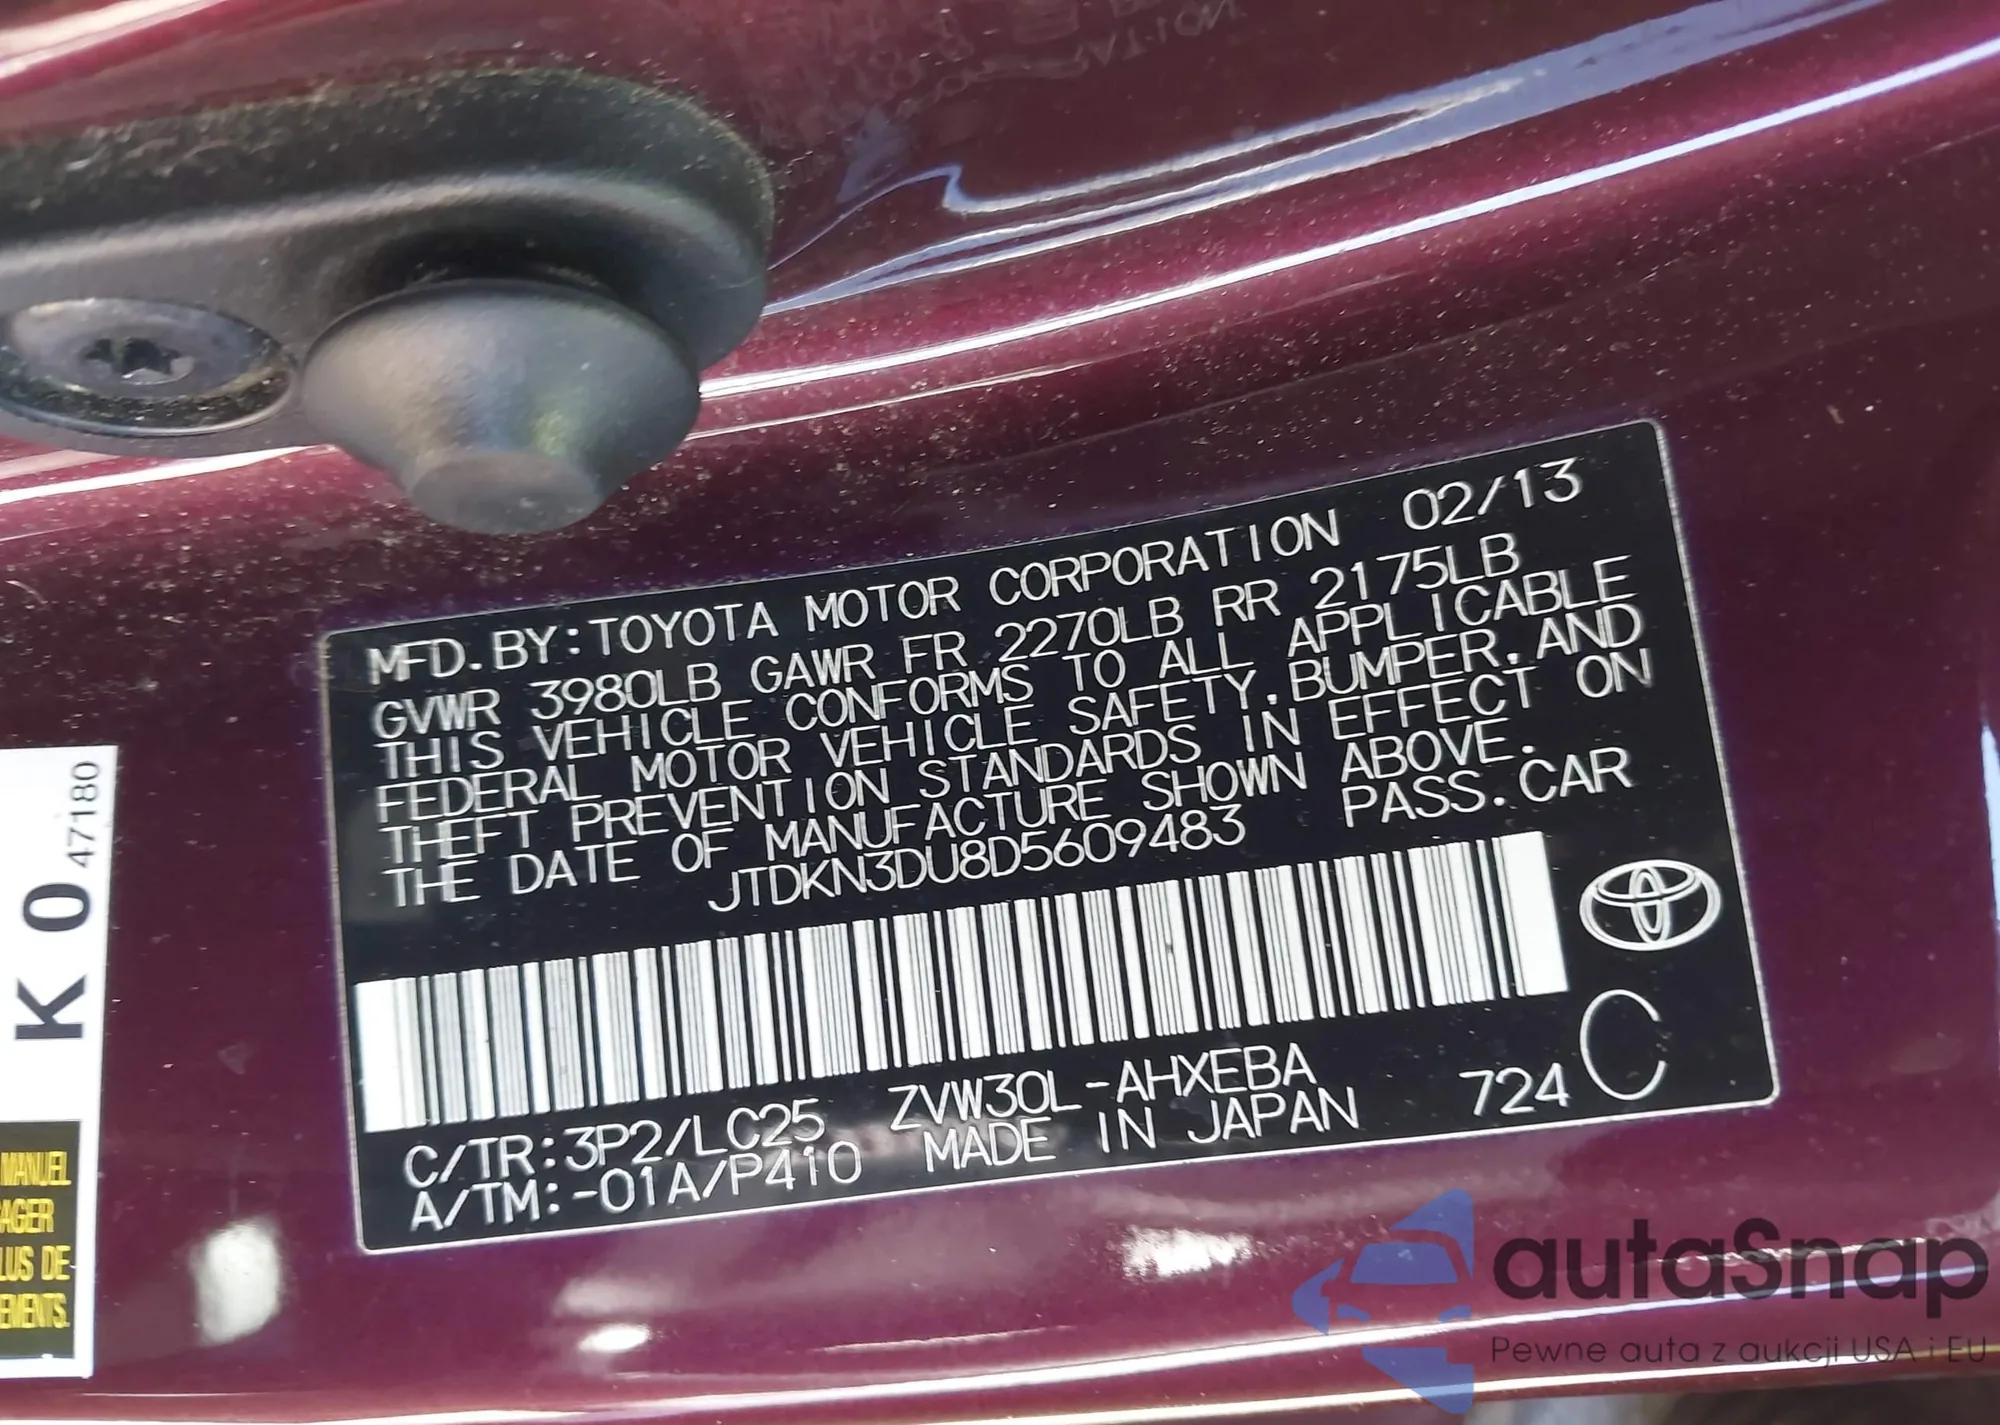 MFD. BY: TOYOTA MOTOR CORPORATION 02/13
GVWR 3980LB GAWR FR 2270LB RR 2175LB
THIS VEHICLE CONFORMS TO ALL APPLICABLE
FEDERAL MOTOR VEHICLE SAFETY, BUMPER, AND
THEFT PREVENTION STANDARDS IN EFFECT ON
THE DATE OF MANUFACTURE SHOWN ABOVE.
JTDKN3DU8D5609483 PASS. CAR
C/TR: 3P2/LC25 ZVW30L-AHXEBA
A/TM: -01A/P410 MADE IN JAPAN 724 C
K 0 47180
MANUEL
LUS DE
autaSnap
Pewne auta z aukcji USA i EU